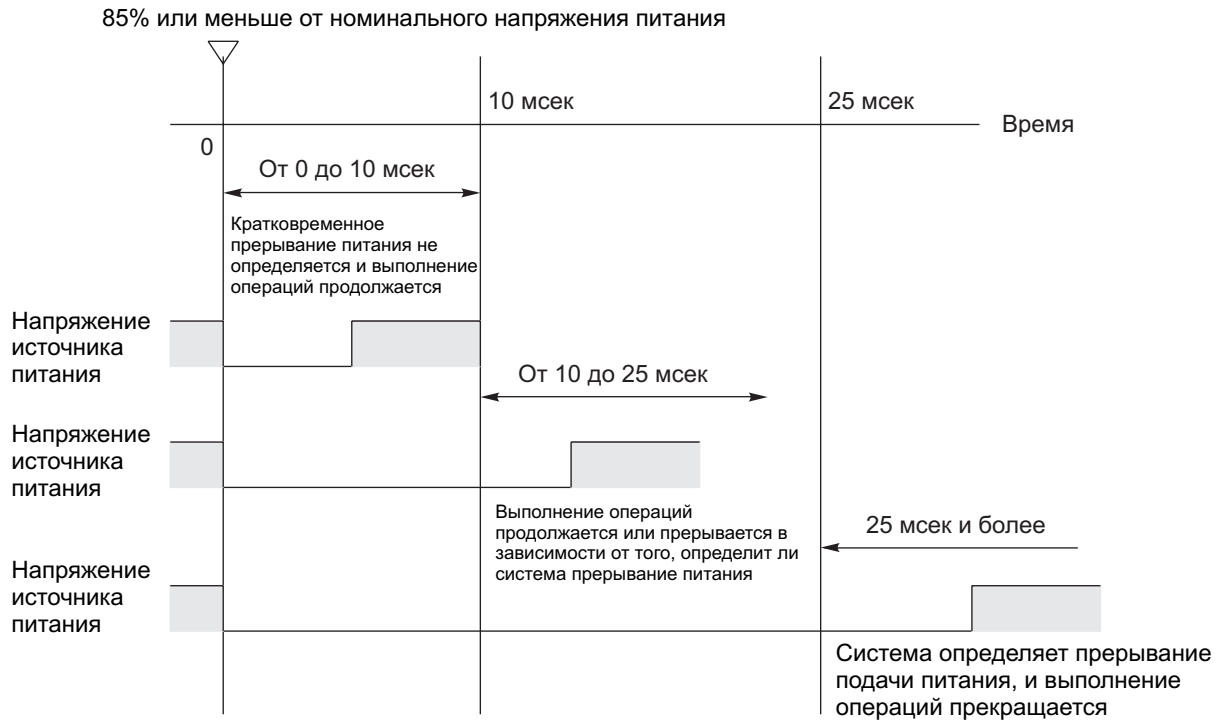 85% или меньше от номинального напряжения питания
10 мсек
25 мсек
Время
0
От 0 до 10 мсек
Кратковременное
прерывание питания не
определяется и выполнение
операций продолжается
Напряжение
источника
питания
От 10 до 25 мсек
Напряжение
источника
питания
Выполнение операций
продолжается или прерывается в
зависимости от того, определит ли
система прерывание питания
25 мсек и более
Напряжение
источника
питания
Система определяет прерывание
подачи питания, и выполнение
операций прекращается